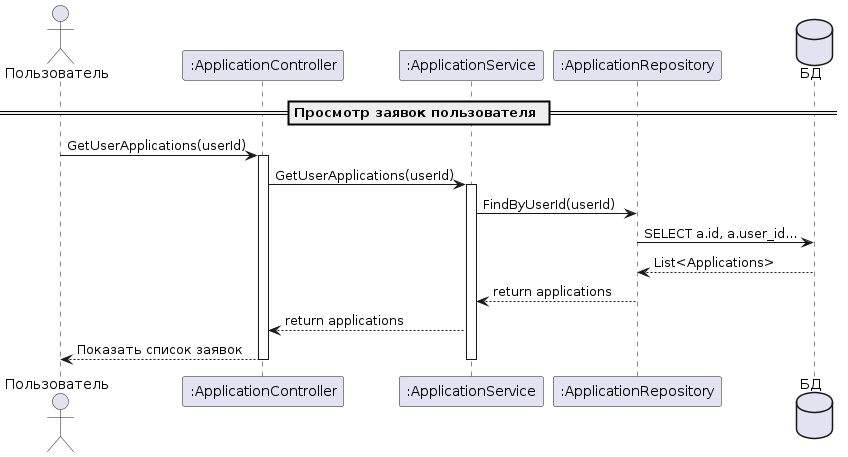 Пользователь
:ApplicationController
:ApplicationService
:ApplicationRepository
БД
Просмотр заявок пользователя
GetUserApplications(userId)
GetUserApplications(userId)
FindByUserId(userId)
SELECT a.id, a.user_id...
List<Applications>
return applications
return applications
Показать список заявок
Пользователь
:ApplicationController
:ApplicationService
:ApplicationRepository
БД